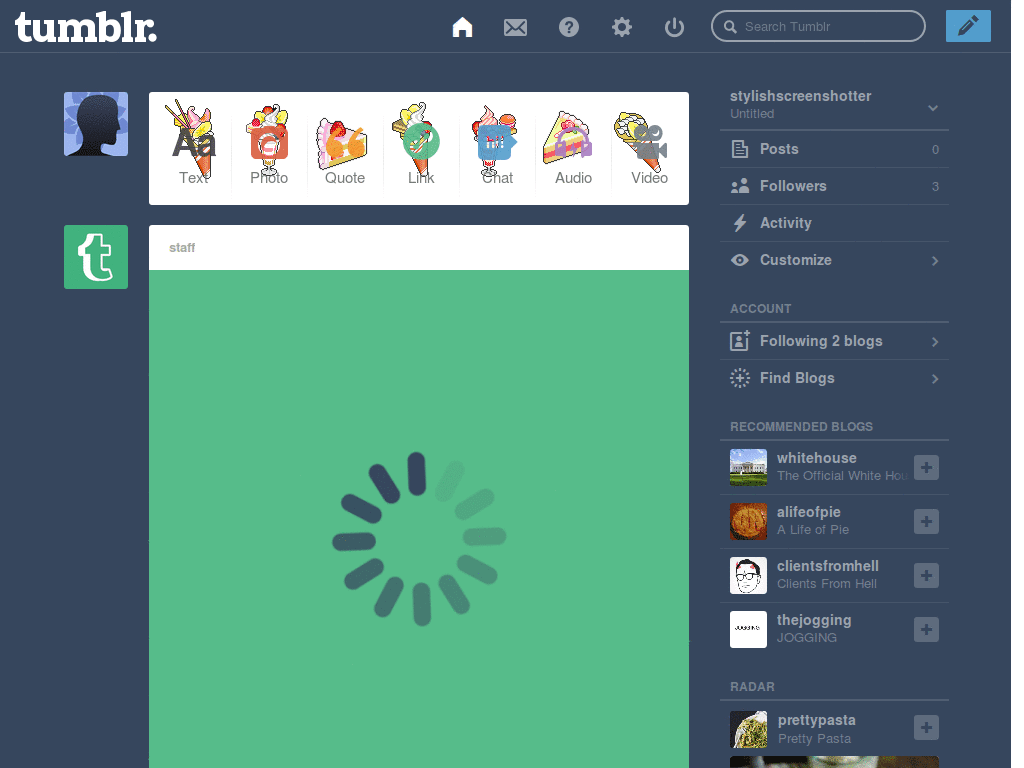 tumblr.
Search Tumblr
Aa
Text
Photo
Quote
Link
Chat
Audio
Video
staff
stylishscreenshotter
Untitled
Posts 0
Followers 3
Activity
Customize
ACCOUNT
Following 2 blogs
Find Blogs
RECOMMENDED BLOGS
whitehouse
The Official White Hou
alifeofpie
A Life of Pie
clientsfromhell
Clients From Hell
JOGGING
thejogging
JOGGING
RADAR
prettypasta
Pretty Pasta